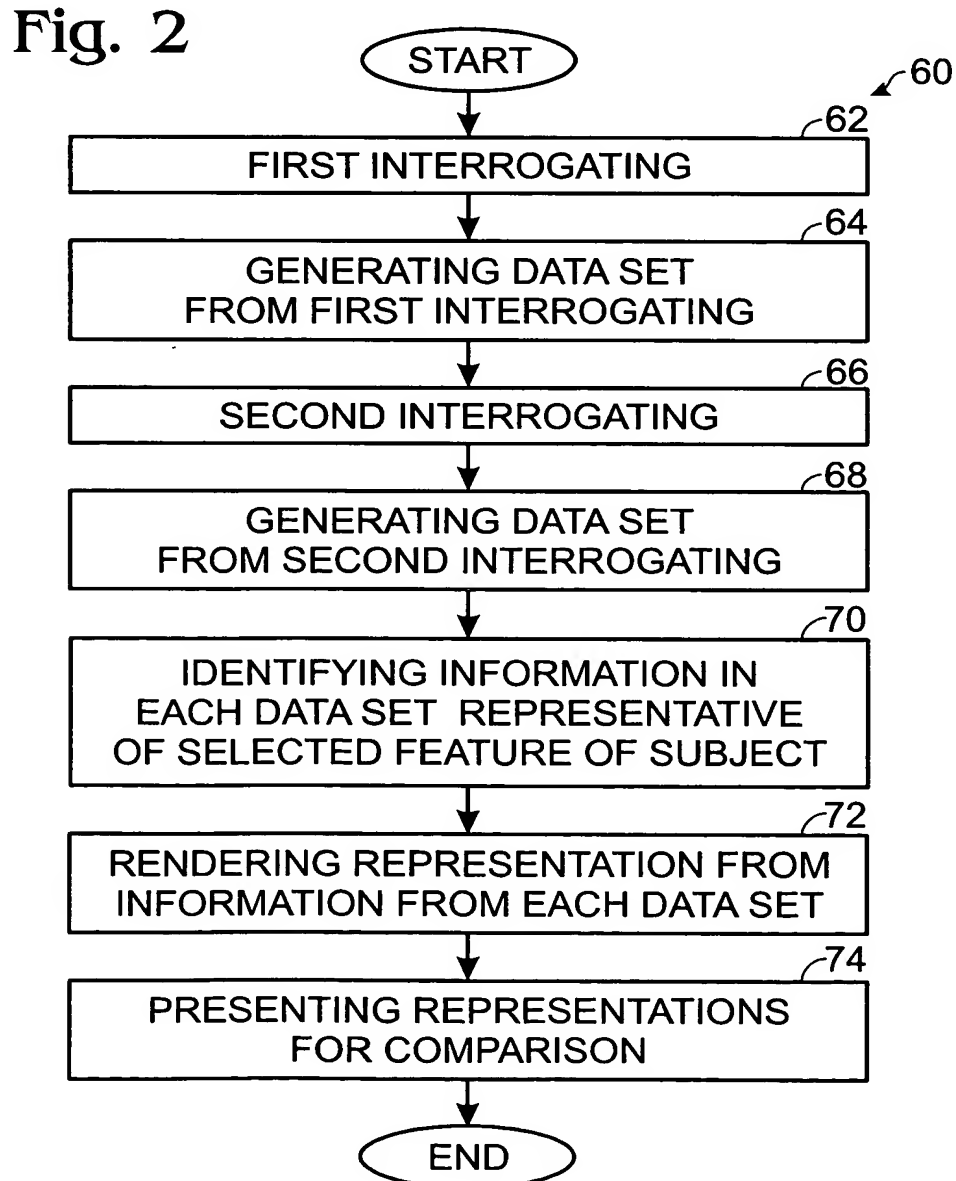 Fig. 2
START
60
62
FIRST INTERROGATING
64
GENERATING DATA SET
FROM FIRST INTERROGATING
66
SECOND INTERROGATING
68
GENERATING DATA SET
FROM SECOND INTERROGATING
70
IDENTIFYING INFORMATION IN
EACH DATA SET REPRESENTATIVE
OF SELECTED FEATURE OF SUBJECT
72
RENDERING REPRESENTATION FROM
INFORMATION FROM EACH DATA SET
74
PRESENTING REPRESENTATIONS
FOR COMPARISON
END